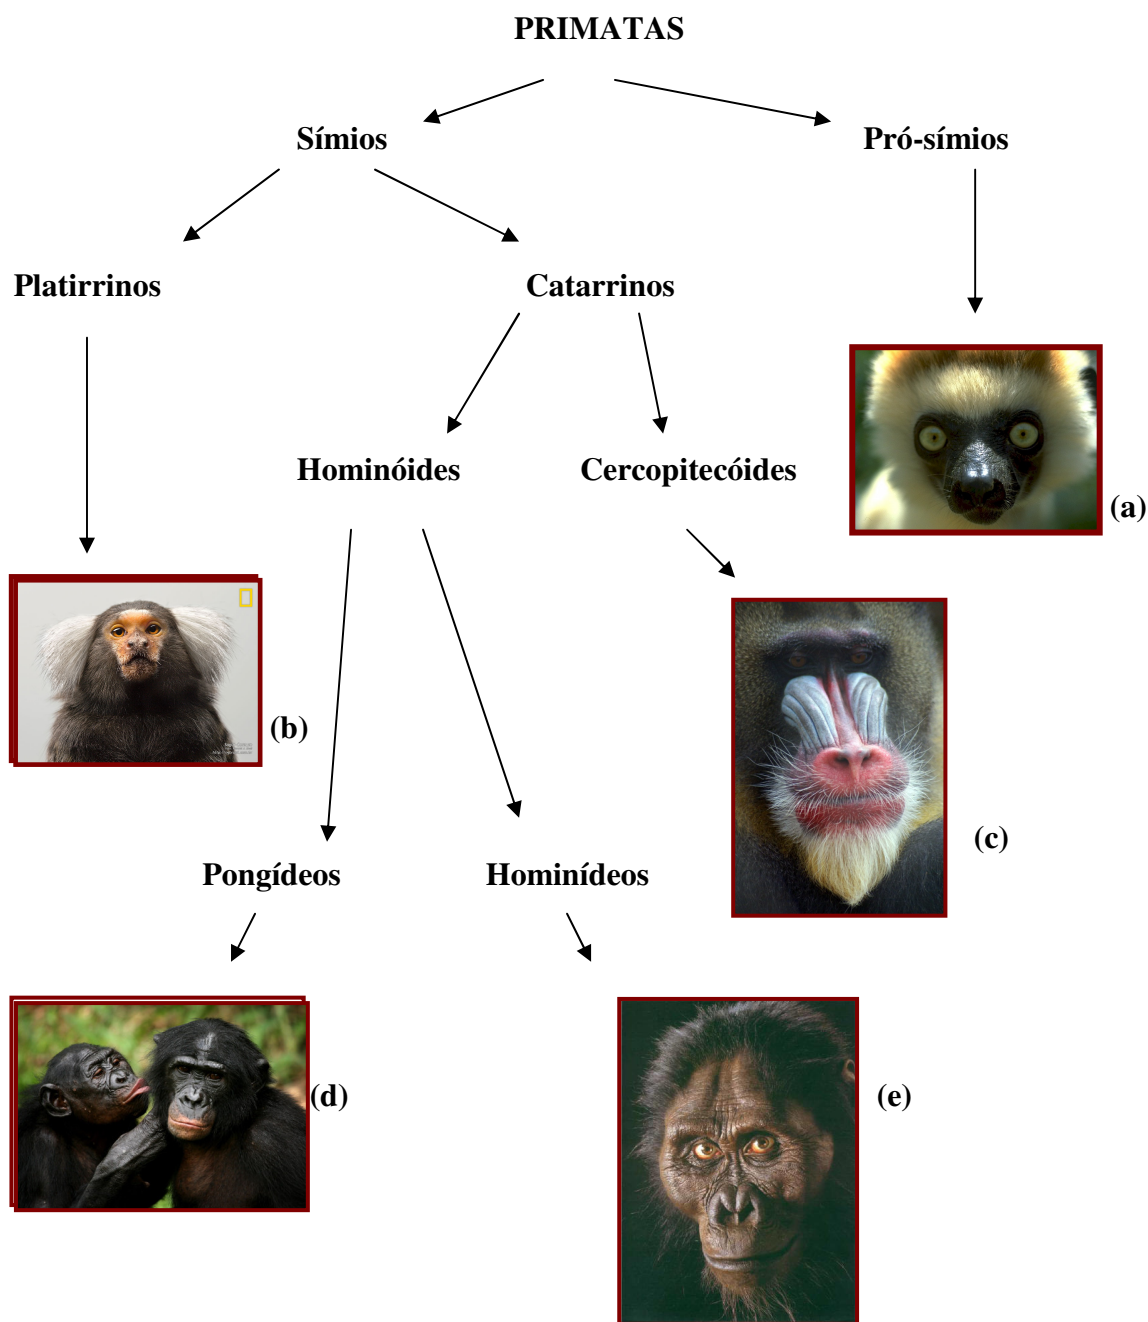 PRIMATAS
Símios
Pró-símios
Platirrinos
Catarrinos
Hominóides
Cercopitecóides
(a)
(b)
(c)
Pongídeos
Hominídeos
(d)
(e)